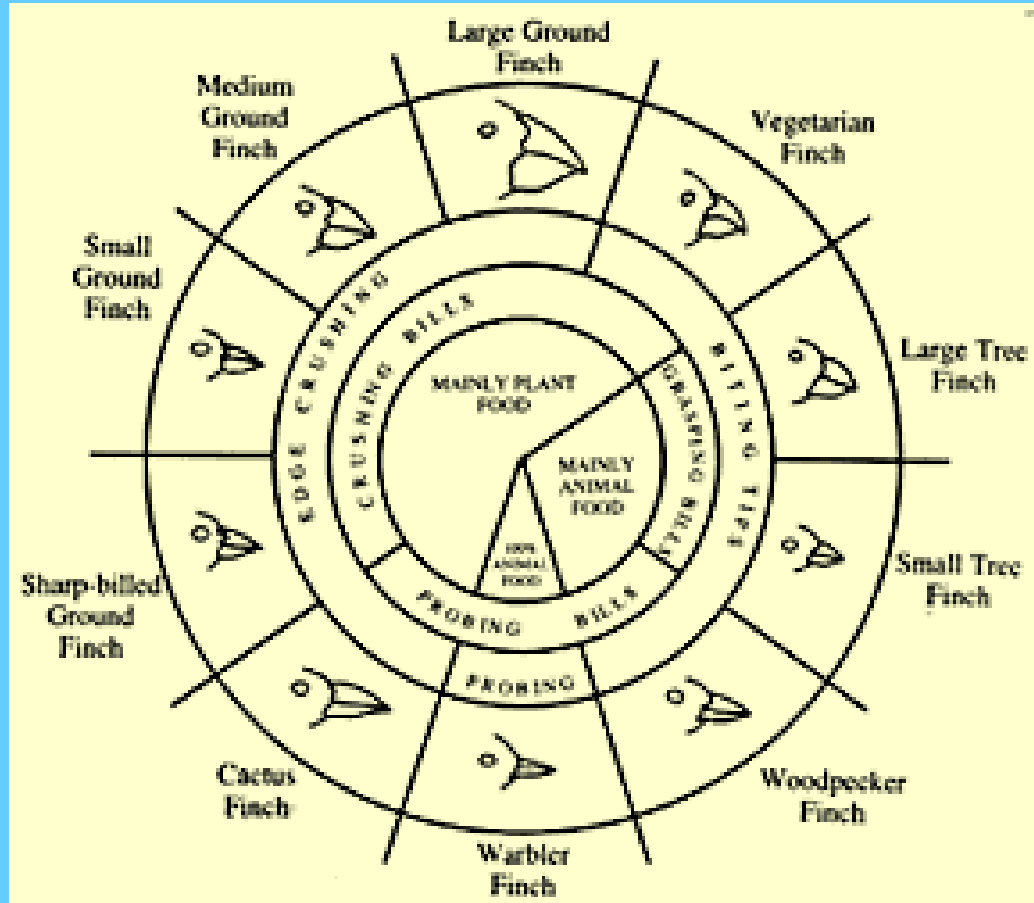 Large Ground
Finch
Medium
Ground
Finch
Vegetarian
Finch
Small
Ground
Finch
Large Tree
Finch
Sharp-billed
Ground
Finch
Small Tree
Finch
Cactus
Finch
Woodpecker
Finch
Warbler
Finch
EDGE CRUSHING
CRUSHING BILLS
BITING TIPS
GRASPING BILLS
PROBING BILLS
PROBING
MAINLY PLANT
FOOD
MAINLY
ANIMAL
FOOD
100%
ANIMAL
FOOD